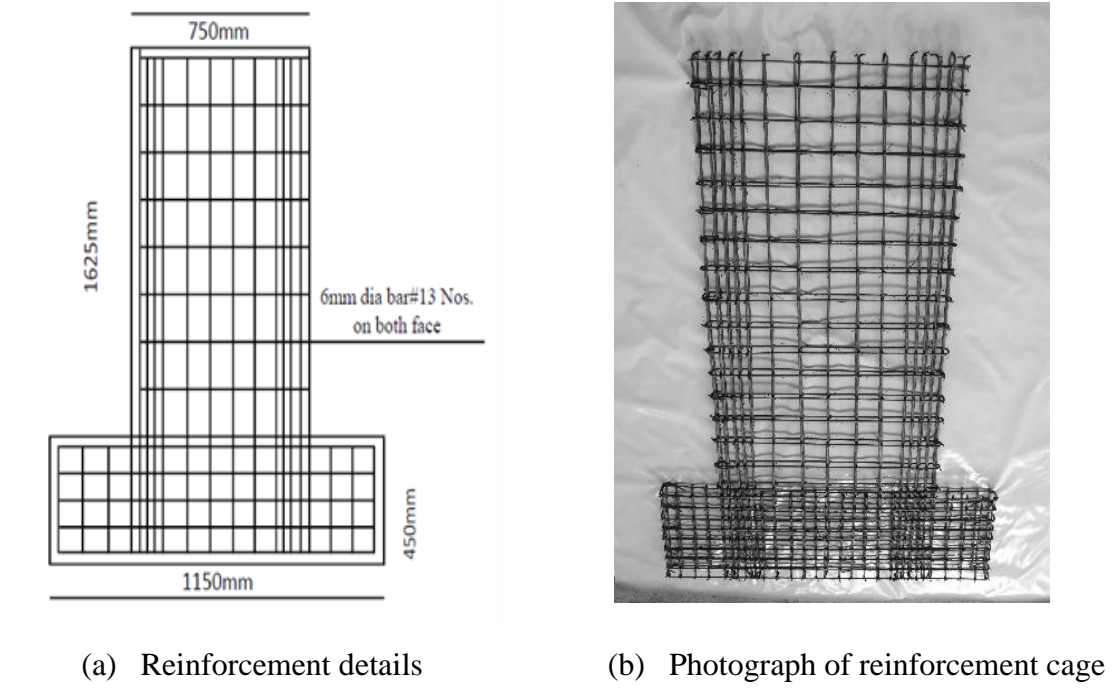 750mm
1625mm
6mm dia bar#13 Nos.
on both face
450mm
1150mm
(a) Reinforcement details
(b) Photograph of reinforcement cage